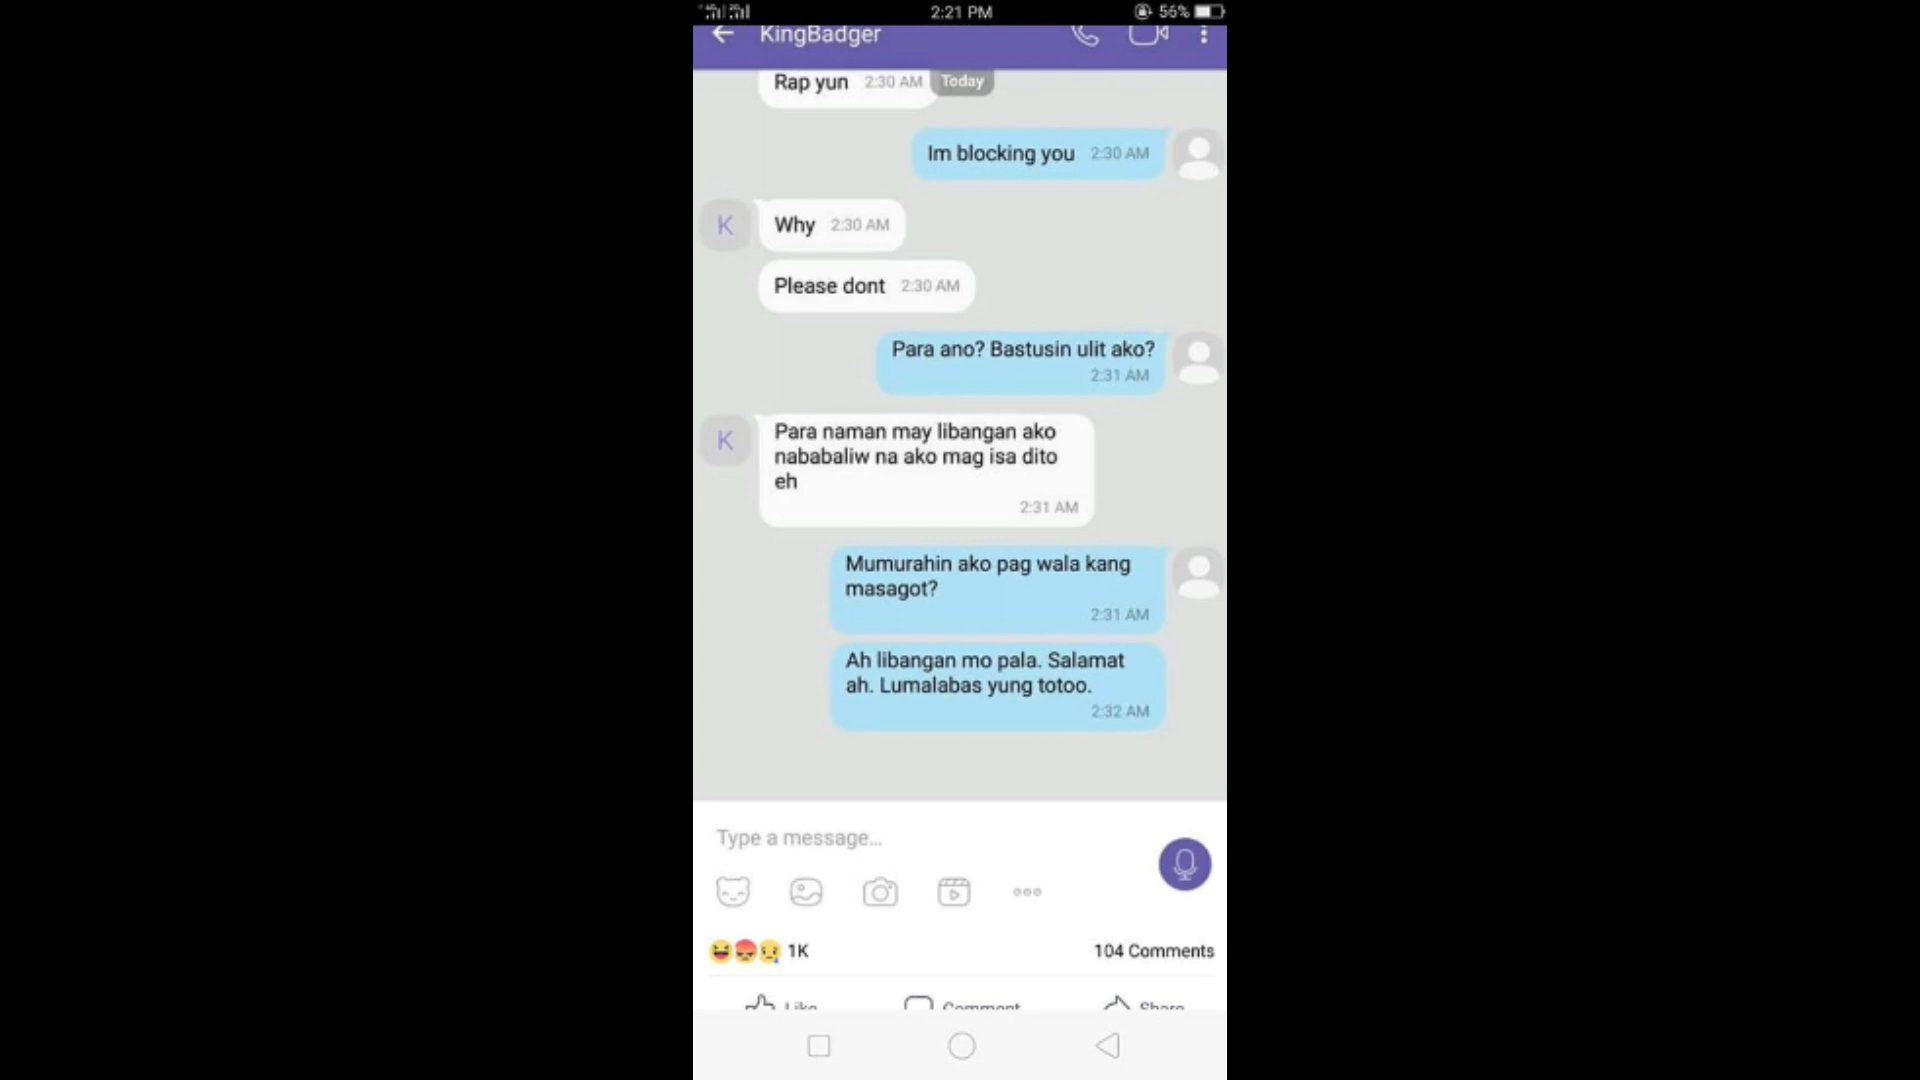 2:21 PM
56%
KingBadger
Rap yun 2:30 AM
Today
Im blocking you 2:30 AM
K
Why 2:30 AM
Please dont 2:30 AM
Para ano? Bastusin ulit ako?
2:31 AM
K
Para naman may libangan ako
nababaliw na ako mag isa dito
eh
2:31 AM
Mumurahin ako pag wala kang
masagot?
2:31 AM
Ah libangan mo pala. Salamat
ah. Lumalabas yung totoo.
2:32 AM
Type a message...
1K
104 Comments
Like Comment Share